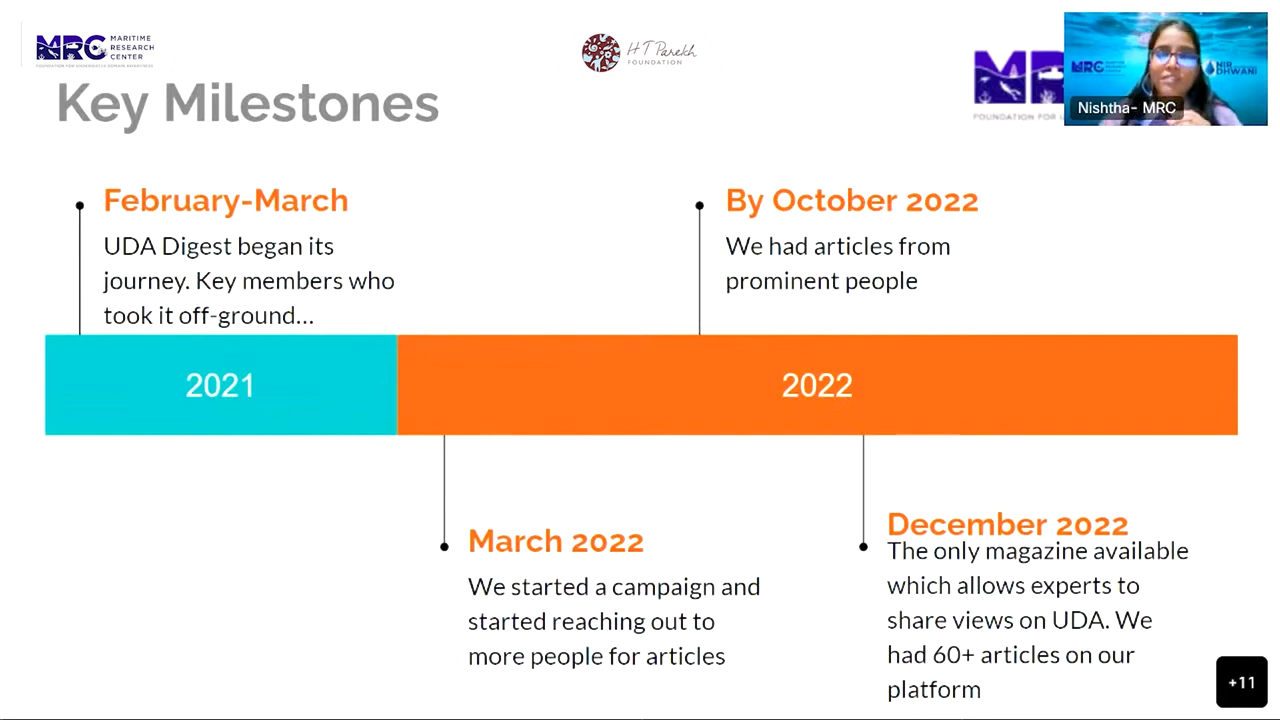 MRC MARITIME
RESEARCH
CENTER
FOUNDATION FOR UNDERWATER DOMAIN AWARENESS
H T Parekh
FOUNDATION
Key Milestones
MR
FOUNDATION FOR U
MRC
NIR
DHWANI
Nishtha- MRC
February-March
UDA Digest began its
journey. Key members who
took it off-ground...
By October 2022
We had articles from
prominent people
2021
2022
March 2022
We started a campaign and
started reaching out to
more people for articles
December 2022
The only magazine available
which allows experts to
share views on UDA. We
had 60+ articles on our
platform
+11